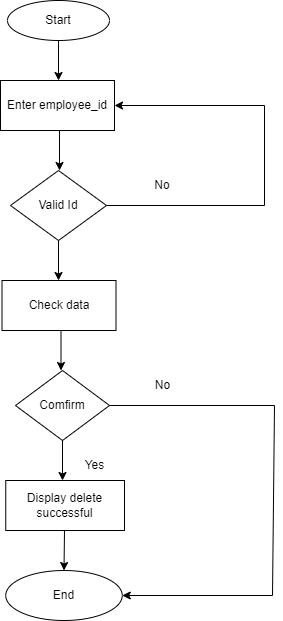 Start
Enter employee_id
No
Valid Id
Check data
No
Comfirm
Yes
Display delete
successful
End